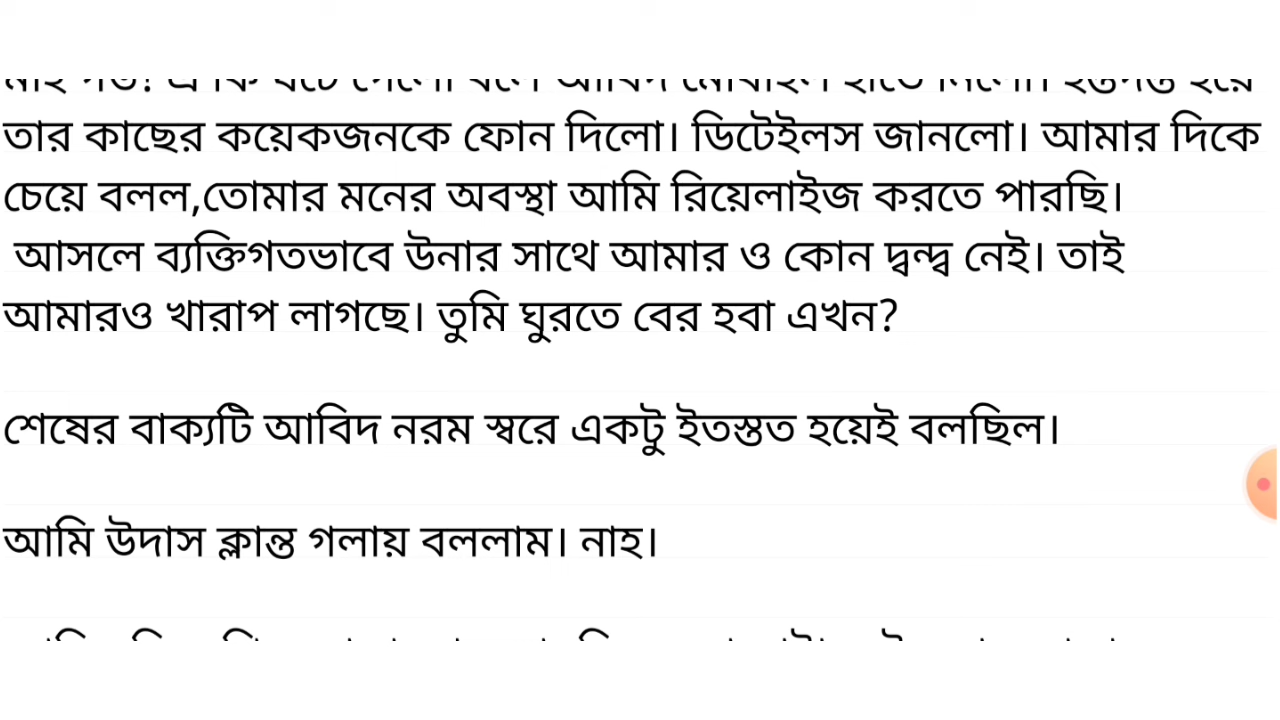 তার কাছের কয়েকজনকে ফোন দিলো। ডিটেইলস জানলো। আমার দিকে
চেয়ে বলল,তোমার মনের অবস্থা আমি রিয়েলাইজ করতে পারছি।
আসলে ব্যক্তিগতভাবে উনার সাথে আমার ও কোন দ্বন্দ্ব নেই। তাই
আমারও খারাপ লাগছে। তুমি ঘুরতে বের হবা এখন?
শেষের বাক্যটি আবিদ নরম স্বরে একটু ইতস্তত হয়েই বলছিল।
আমি উদাস ক্লান্ত গলায় বললাম। নাহ।